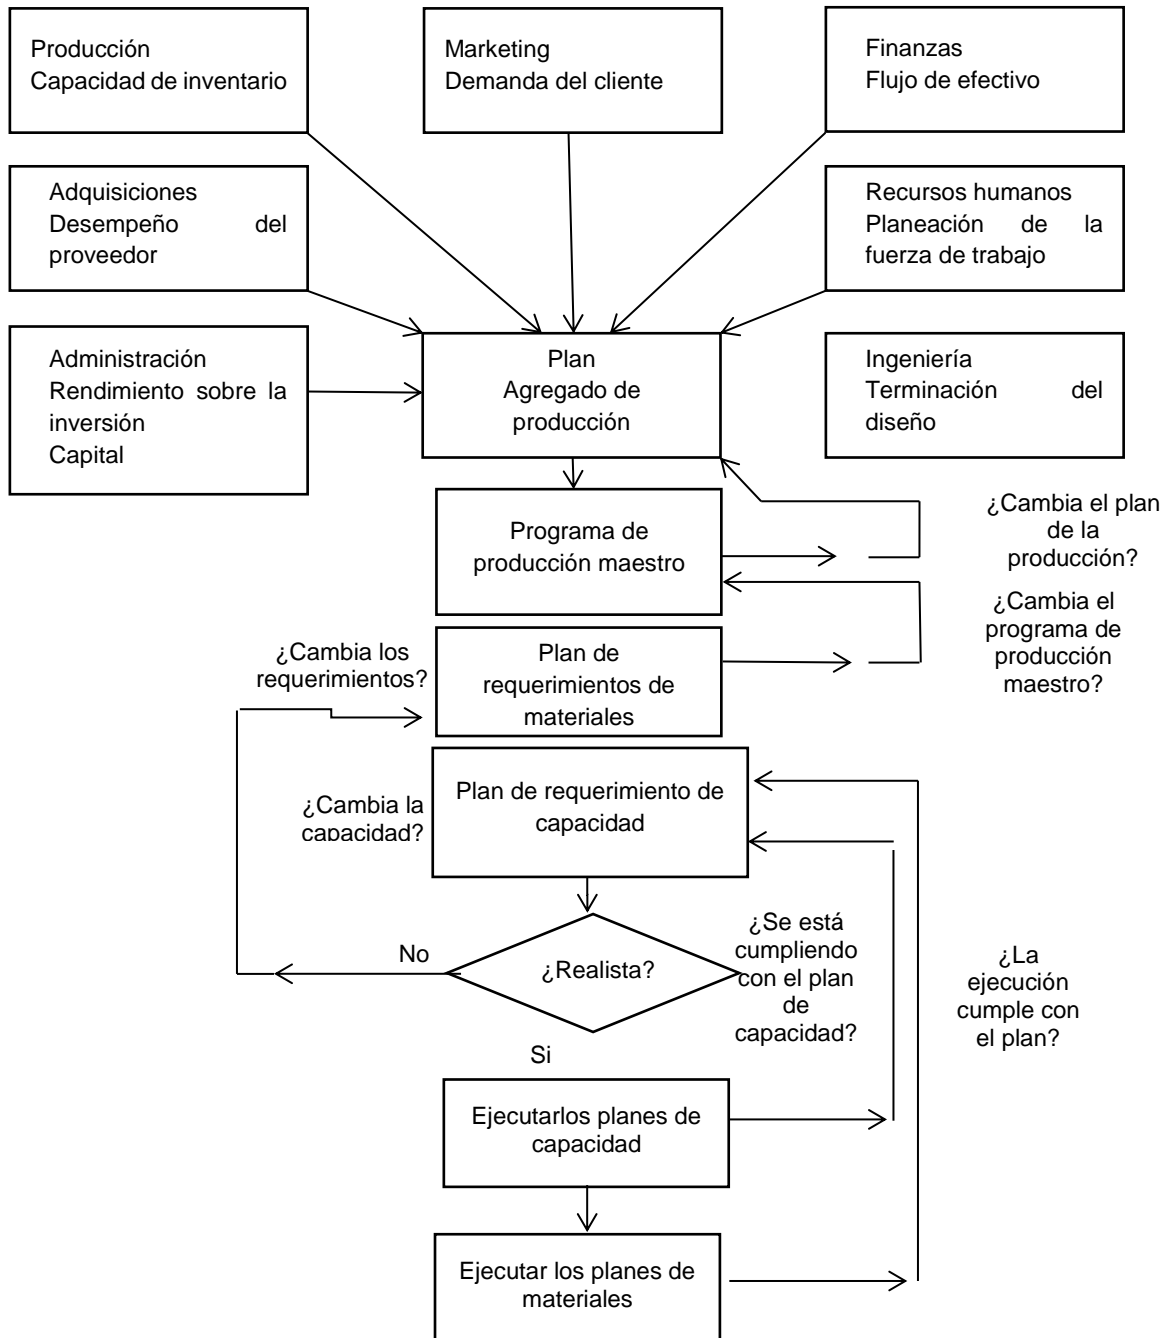 Producción
Capacidad de inventario
Marketing
Demanda del cliente
Finanzas
Flujo de efectivo
Adquisiciones
Desempeño del
proveedor
Recursos humanos
Planeación de la
fuerza de trabajo
Administración
Rendimiento sobre la
inversión
Capital
Plan
Agregado de
producción
Ingeniería
Terminación del
diseño
Programa de
producción maestro
¿Cambia el plan
de la
producción?
¿Cambia el
programa de
producción
maestro?
¿Cambia los
requerimientos?
Plan de
requerimientos de
materiales
¿Cambia la
capacidad?
Plan de requerimiento de
capacidad
No
¿Realista?
¿Se está
cumpliendo
con el plan
de
capacidad?
¿La
ejecución
cumple con
el plan?
Si
Ejecutarlos planes de
capacidad
Ejecutar los planes de
materiales